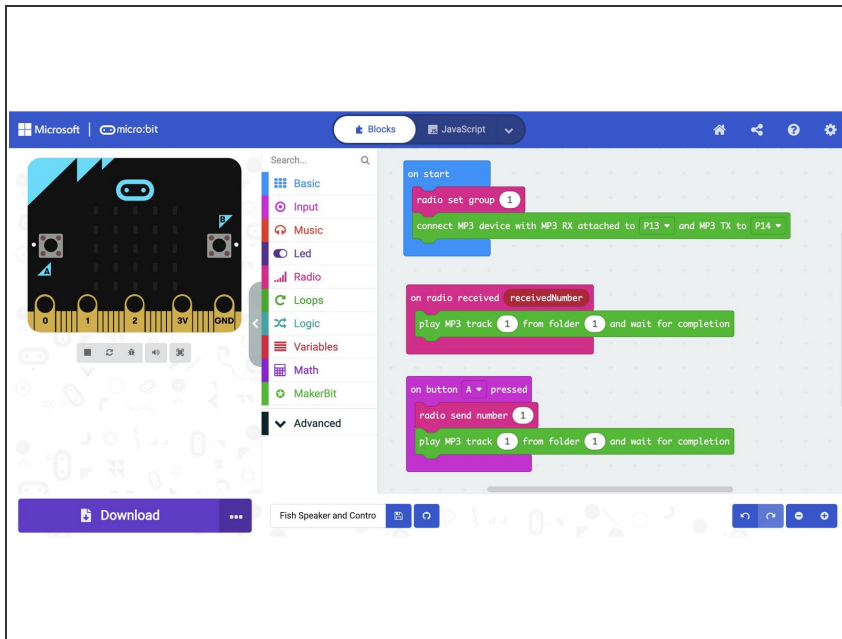 Microsoft micro:bit Blocks JavaScript
Search...
Basic
Input
Music
Led
Radio
Loops
Logic
Variables
Math
MakerBit
Advanced
B
A
0 1 2 3V GND
on start
radio set group 1
connect MP3 device with MP3 RX attached to P13 and MP3 TX to P14
on radio received receivedNumber
play MP3 track 1 from folder 1 and wait for completion
on button A pressed
radio send number 1
play MP3 track 1 from folder 1 and wait for completion
Download
Fish Speaker and Contro